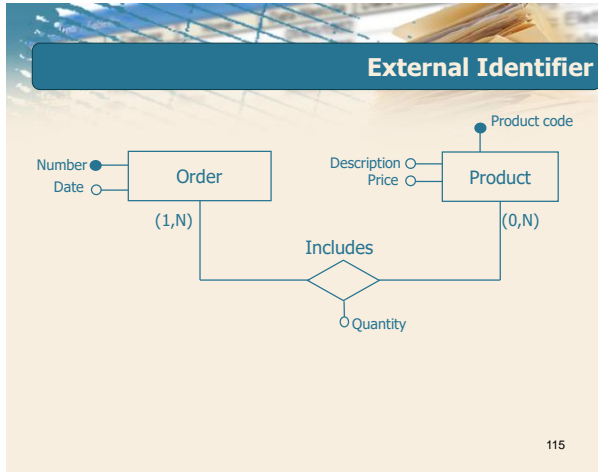 External Identifier
Product code
Number
Date
Order
Description
Price
Product
(1,N)
(0,N)
Includes
Quantity
115